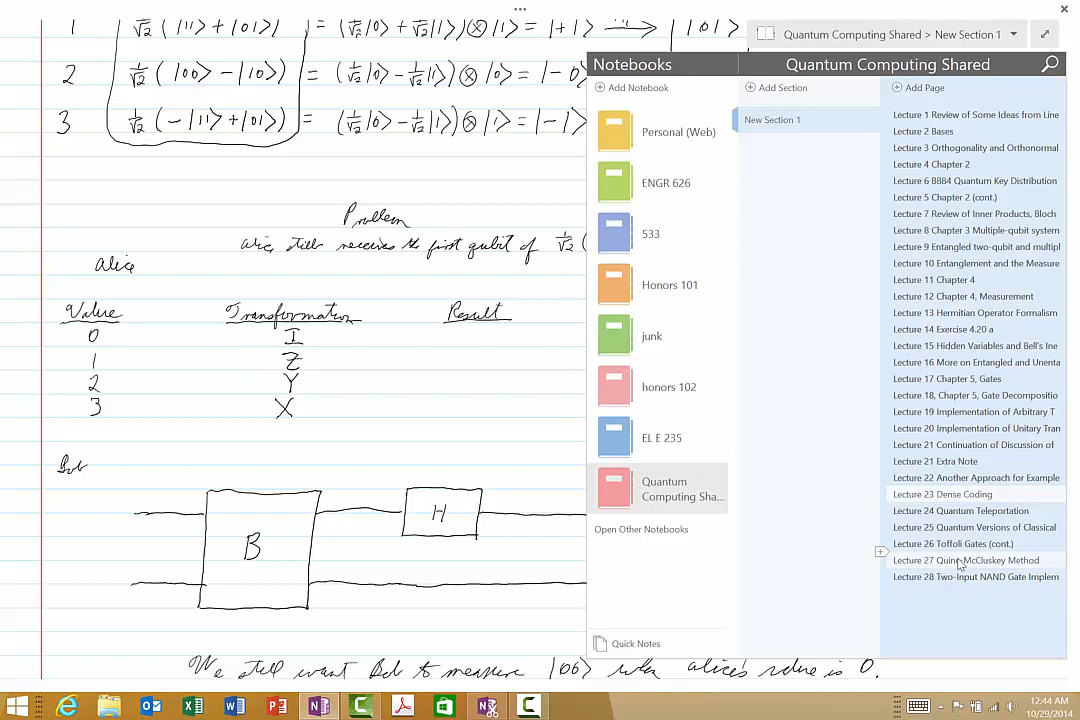 1 1/√2 (|11⟩+|01⟩) = (1/√2|0⟩ + 1/√2|1⟩)⊗|1⟩ = |+1⟩ ⟶ |01⟩
2 1/√2 (|00⟩-|10⟩) = (1/√2|0⟩ - 1/√2|1⟩)⊗|0⟩ = |-0⟩
3 1/√2 (-|11⟩+|01⟩) = (1/√2|0⟩ - 1/√2|1⟩)⊗|1⟩ = |-1⟩
Problem
Alice still receives the first qubit of 1/√2 (
Alice
Value Transformation Result
0 I
1 Z
2 Y
3 X
Bob
B H
We still want Bob to measure |00⟩ when Alice's value is 0.
Quantum Computing Shared > New Section 1
Notebooks
Quantum Computing Shared
Add Notebook
Personal (Web)
ENGR 626
533
Honors 101
junk
honors 102
EL E 235
Quantum
Computing Sha...
Open Other Notebooks
Quick Notes
Add Section
New Section 1
Add Page
Lecture 1 Review of Some Ideas from Line
Lecture 2 Bases
Lecture 3 Orthogonality and Orthonormal
Lecture 4 Chapter 2
Lecture 6 BB84 Quantum Key Distribution
Lecture 5 Chapter 2 (cont.)
Lecture 7 Review of Inner Products, Bloch
Lecture 8 Chapter 3 Multiple-qubit system
Lecture 9 Entangled two-qubit and multipl
Lecture 10 Entanglement and the Measure
Lecture 11 Chapter 4
Lecture 12 Chapter 4, Measurement
Lecture 13 Hermitian Operator Formalism
Lecture 14 Exercise 4.20 a
Lecture 15 Hidden Variables and Bell's Ine
Lecture 16 More on Entangled and Unenta
Lecture 17 Chapter 5, Gates
Lecture 18, Chapter 5, Gate Decompositio
Lecture 19 Implementation of Arbitrary T
Lecture 20 Implementation of Unitary Tran
Lecture 21 Continuation of Discussion of
Lecture 21 Extra Note
Lecture 22 Another Approach for Example
Lecture 23 Dense Coding
Lecture 24 Quantum Teleportation
Lecture 25 Quantum Versions of Classical
Lecture 26 Toffoli Gates (cont.)
Lecture 27 Quine-McCluskey Method
Lecture 28 Two-Input NAND Gate Implem
12:44 AM
10/29/2014